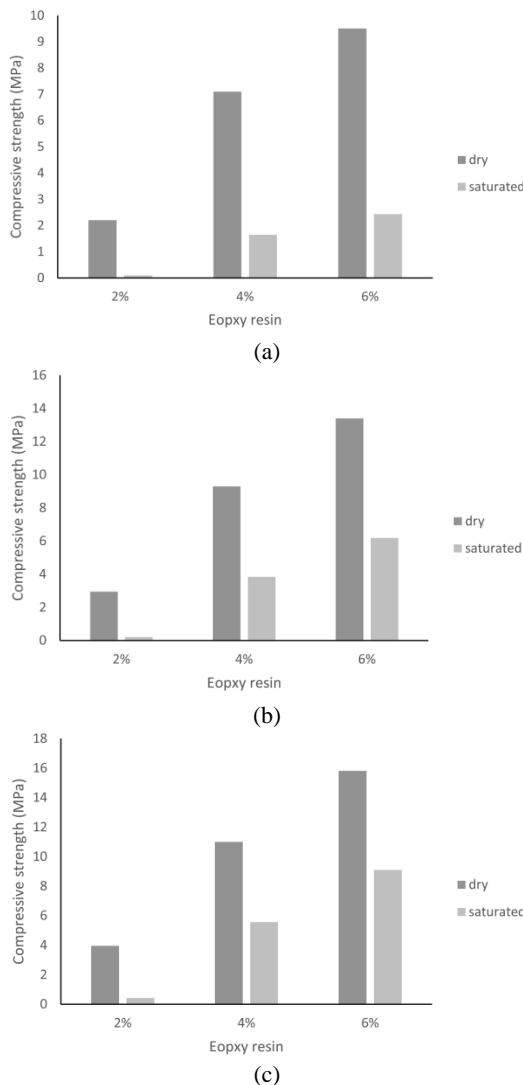 10
9
8
7
6
5
4
3
2
1
0
Compressive strength (MPa)
2%
4%
6%
Eopxy resin
dry
saturated
(a)
16
14
12
10
8
6
4
2
0
Compressive strength (MPa)
2%
4%
6%
Eopxy resin
dry
saturated
(b)
18
16
14
12
10
8
6
4
2
0
Compressive strength (MPa)
2%
4%
6%
Eopxy resin
dry
saturated
(c)